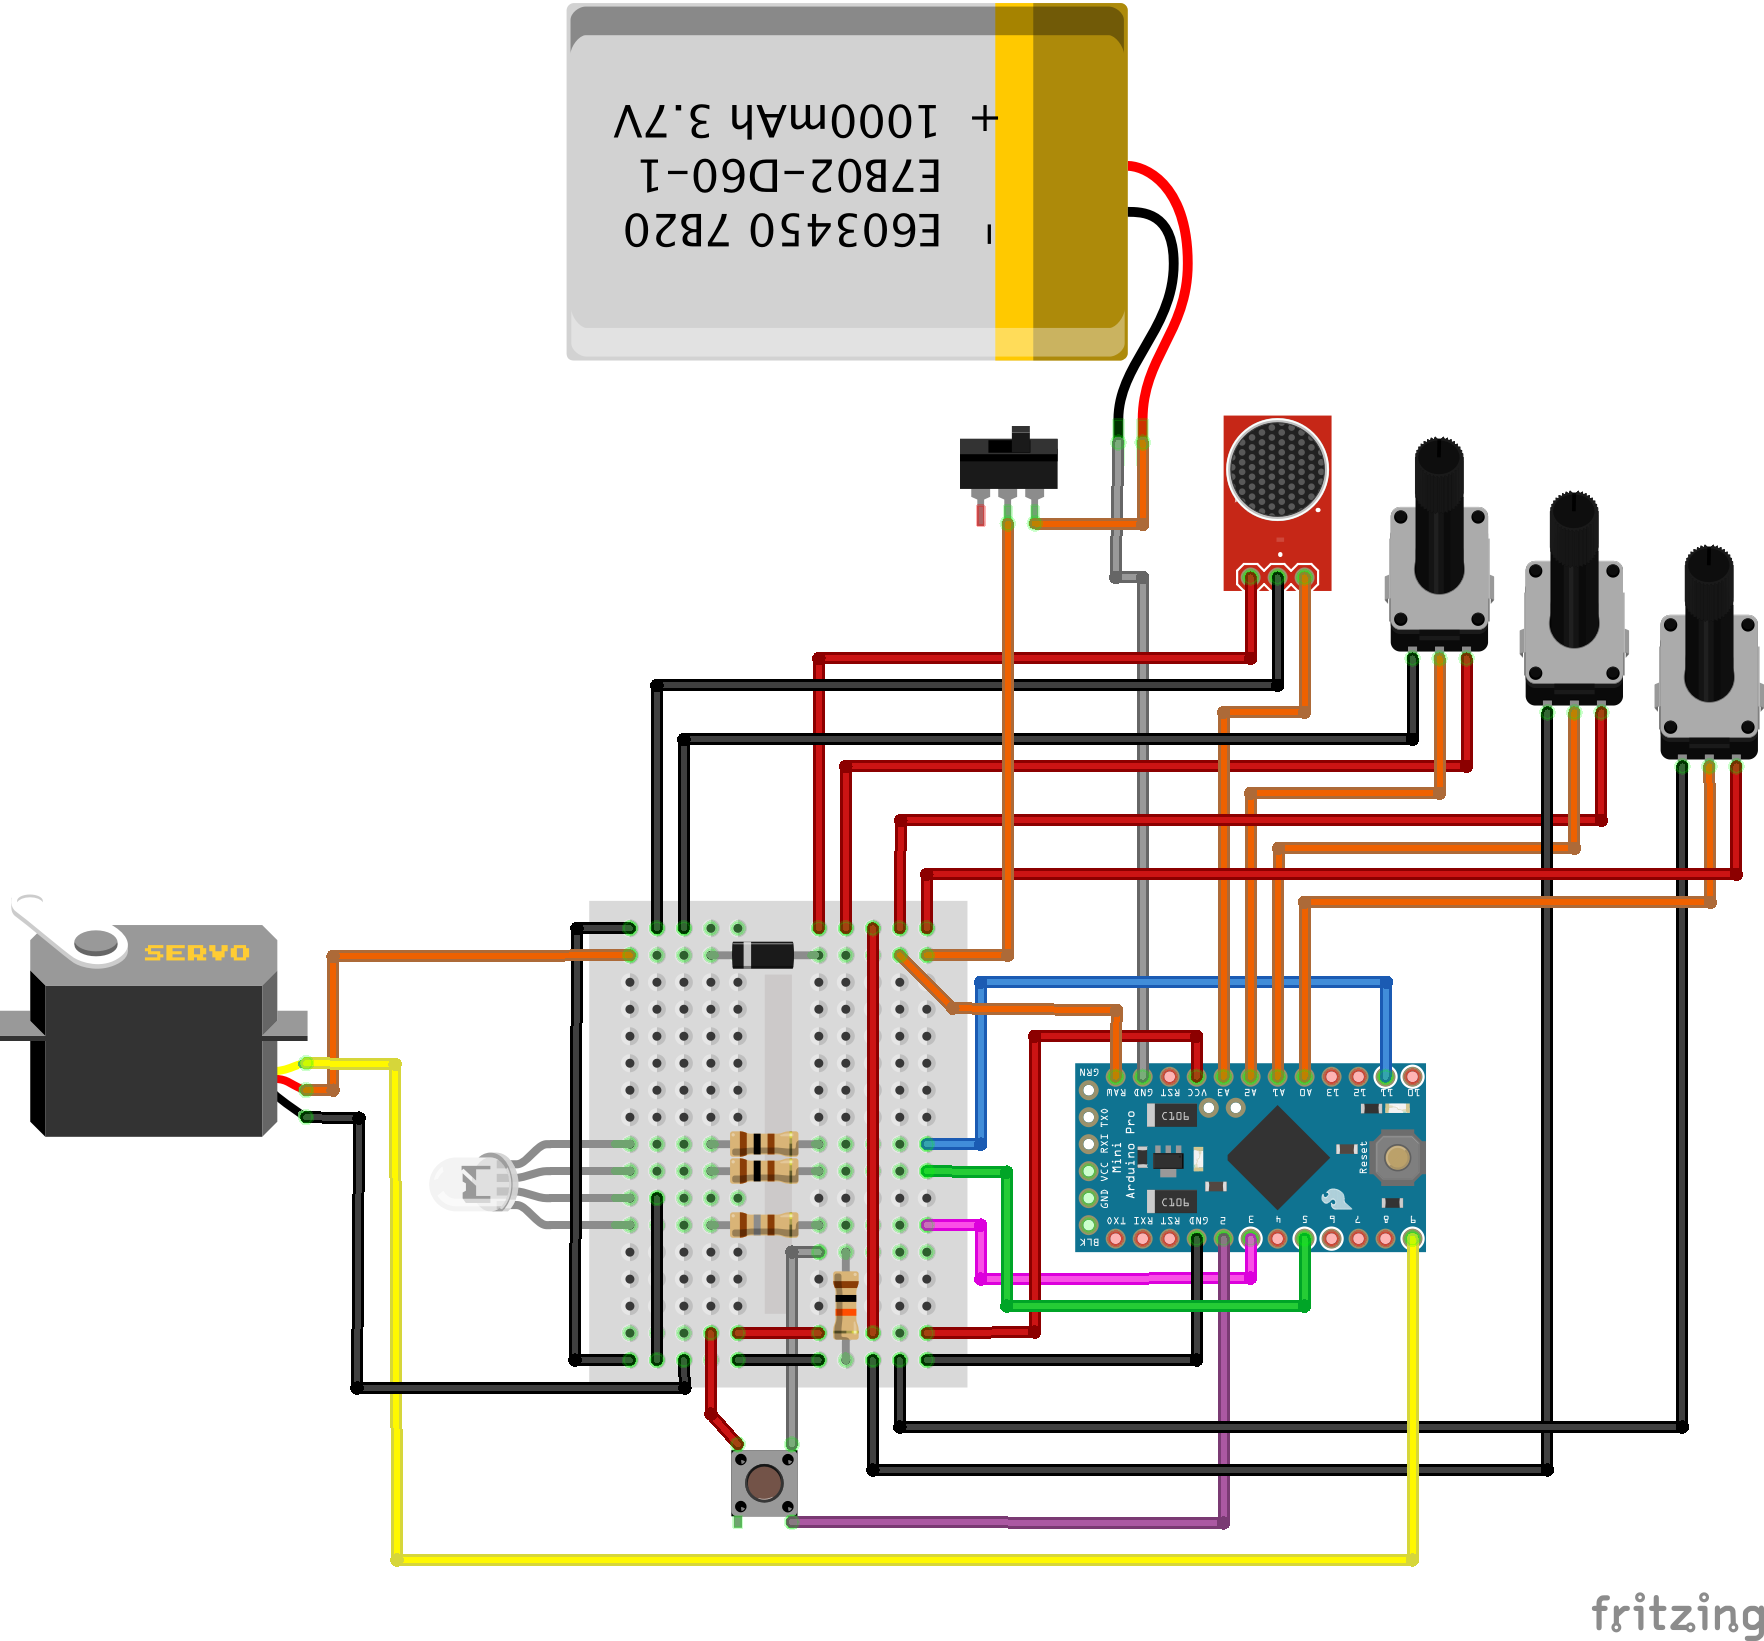 + 1000mAh 3.7V
E7B02-D60-1
- E603450 7B20
SERVO
GRN
RAW GND RST VCC A3 A2 A1 A0 13 12 11 10
C106
TXO
RXI
VCC
GND
Arduino Pro
Mini
Reset
C106
BLK
TXO RXI RST GND 2 3 4 5 6 7 8 9
fritzing